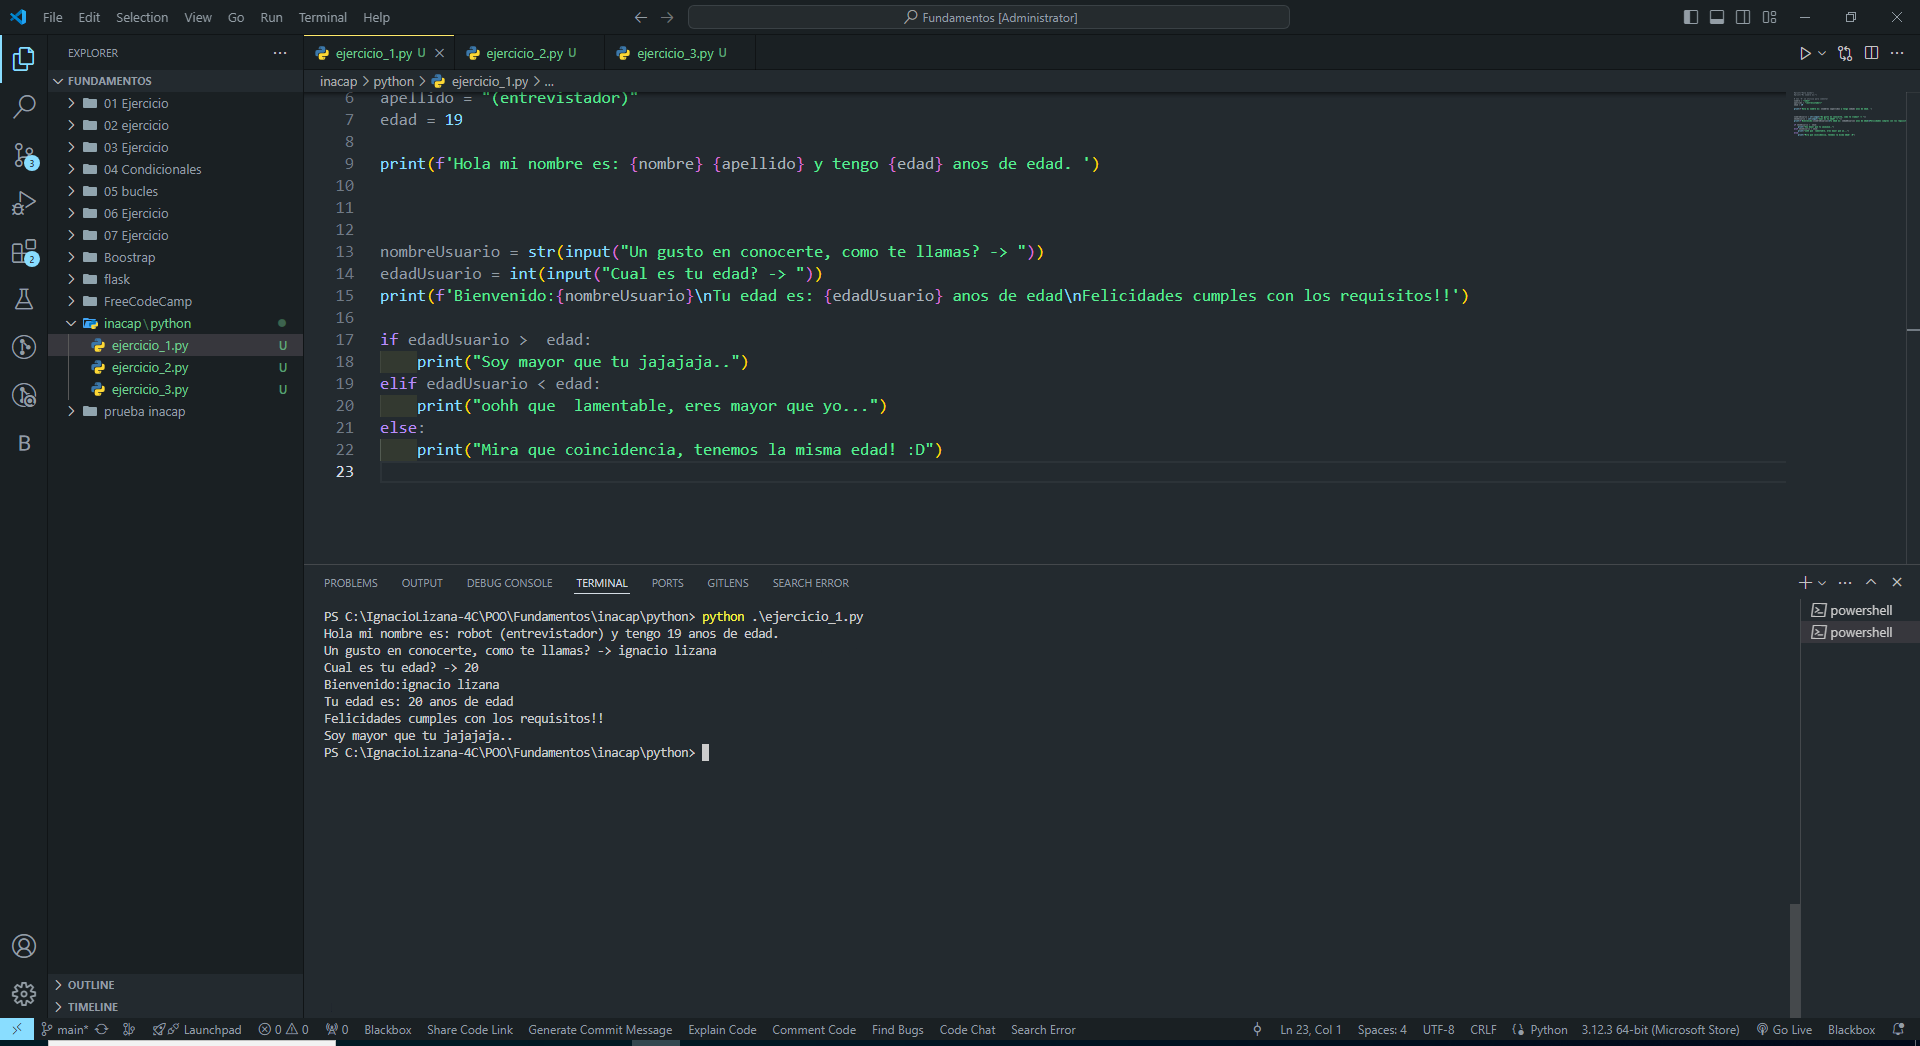 File Edit Selection View Go Run Terminal Help
Fundamentos [Administrator]
EXPLORER
ejercicio_1.py U
ejercicio_2.py U
ejercicio_3.py U
FUNDAMENTOS
inacap > python > ejercicio_1.py > ...
01 Ejercicio
02 ejercicio
03 Ejercicio
04 Condicionales
05 bucles
06 Ejercicio
07 Ejercicio
Boostrap
flask
FreeCodeCamp
inacap\python
ejercicio_1.py U
ejercicio_2.py U
ejercicio_3.py U
prueba inacap
3
2
B
6 apellido = "(entrevistador)"
7 edad = 19
8
9 print(f'Hola mi nombre es: {nombre} {apellido} y tengo {edad} anos de edad. ')
10
11
12
13 nombreUsuario = str(input("Un gusto en conocerte, como te llamas? -> "))
14 edadUsuario = int(input("Cual es tu edad? -> "))
15 print(f'Bienvenido:{nombreUsuario}\nTu edad es: {edadUsuario} anos de edad\nFelicidades cumples con los requisitos!!')
16
17 if edadUsuario >  edad:
18     print("Soy mayor que tu jajajaja..")
19 elif edadUsuario < edad:
20     print("oohh que  lamentable, eres mayor que yo...")
21 else:
22     print("Mira que coincidencia, tenemos la misma edad! :D")
23
PROBLEMS OUTPUT DEBUG CONSOLE TERMINAL PORTS GITLENS SEARCH ERROR
PS C:\IgnacioLizana-4C\POO\Fundamentos\inacap\python> python .\ejercicio_1.py
Hola mi nombre es: robot (entrevistador) y tengo 19 anos de edad.
Un gusto en conocerte, como te llamas? -> ignacio lizana
Cual es tu edad? -> 20
Bienvenido:ignacio lizana
Tu edad es: 20 anos de edad
Felicidades cumples con los requisitos!!
Soy mayor que tu jajajaja..
PS C:\IgnacioLizana-4C\POO\Fundamentos\inacap\python>
powershell
powershell
OUTLINE
TIMELINE
main* Launchpad 0 0 0 Blackbox Share Code Link Generate Commit Message Explain Code Comment Code Find Bugs Code Chat Search Error Ln 23, Col 1 Spaces: 4 UTF-8 CRLF Python 3.12.3 64-bit (Microsoft Store) Go Live Blackbox